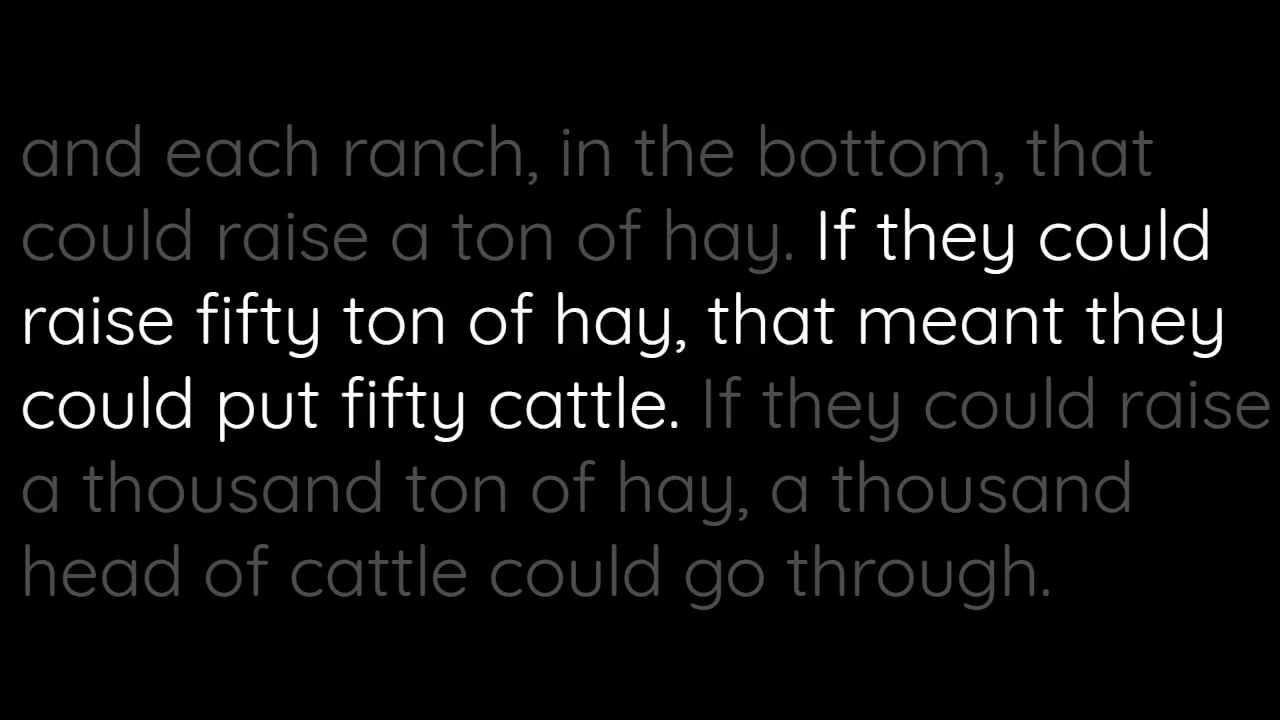 and each ranch, in the bottom, that
could raise a ton of hay. If they could
raise fifty ton of hay, that meant they
could put fifty cattle. If they could raise
a thousand ton of hay, a thousand
head of cattle could go through.